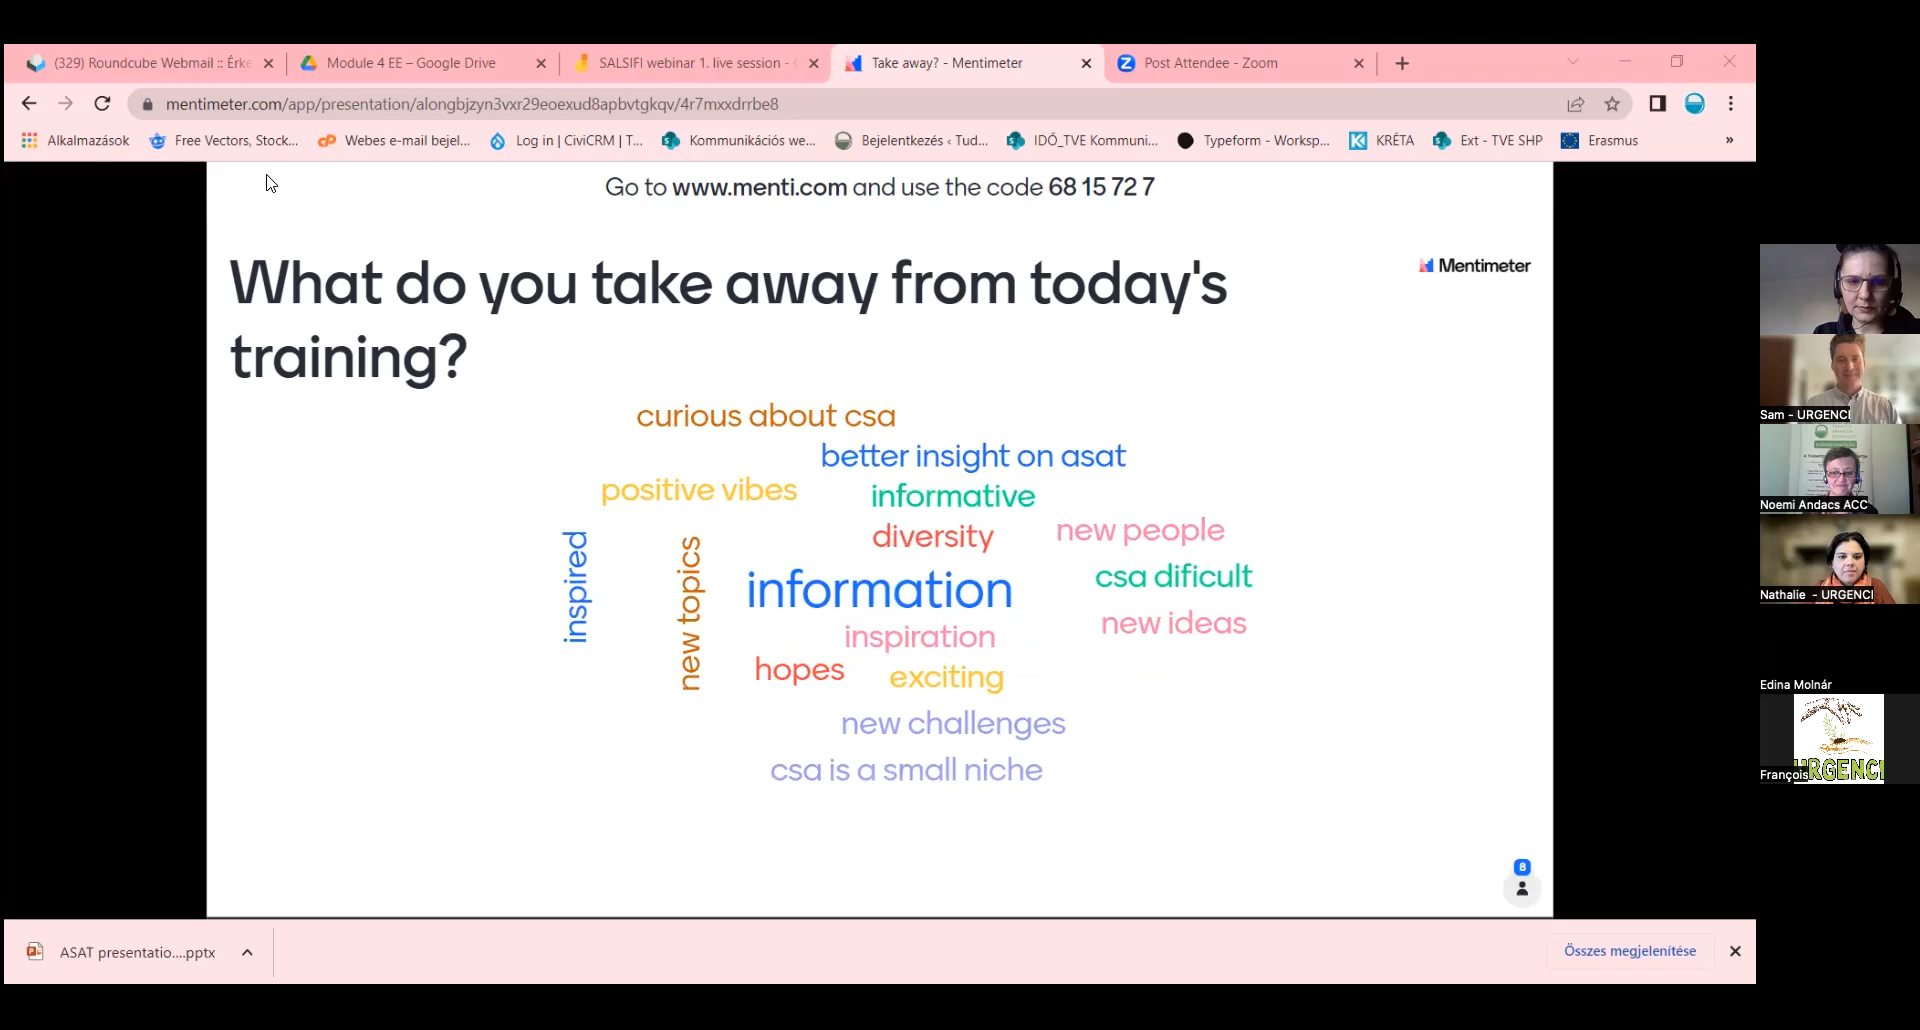 (329) Roundcube Webmail :: Érke
Module 4 EE – Google Drive
SALSIFI webinar 1. live session -
Take away? - Mentimeter
Post Attendee - Zoom
mentimeter.com/app/presentation/alongbjzyn3vxr29eoexud8apbvtgkqv/4r7mxxdrrbe8
Alkalmazások
Free Vectors, Stock...
Webes e-mail bejel...
Log in | CiviCRM | T...
Kommunikációs we...
Bejelentkezés ‹ Tud...
IDŐ_TVE Kommuni...
Typeform - Worksp...
KRÉTA
Ext - TVE SHP
Erasmus
»
Go to www.menti.com and use the code 68 15 72 7
What do you take away from today's
training?
Mentimeter
curious about csa
better insight on asat
positive vibes
informative
diversity
new people
inspired
new topics
information
csa dificult
new ideas
inspiration
hopes
exciting
new challenges
csa is a small niche
8
Sam - URGENCI
Noemi Andacs ACC
Nathalie - URGENCI
Edina Molnár
François
URGENCI
ASAT presentatio....pptx
Összes megjelenítése